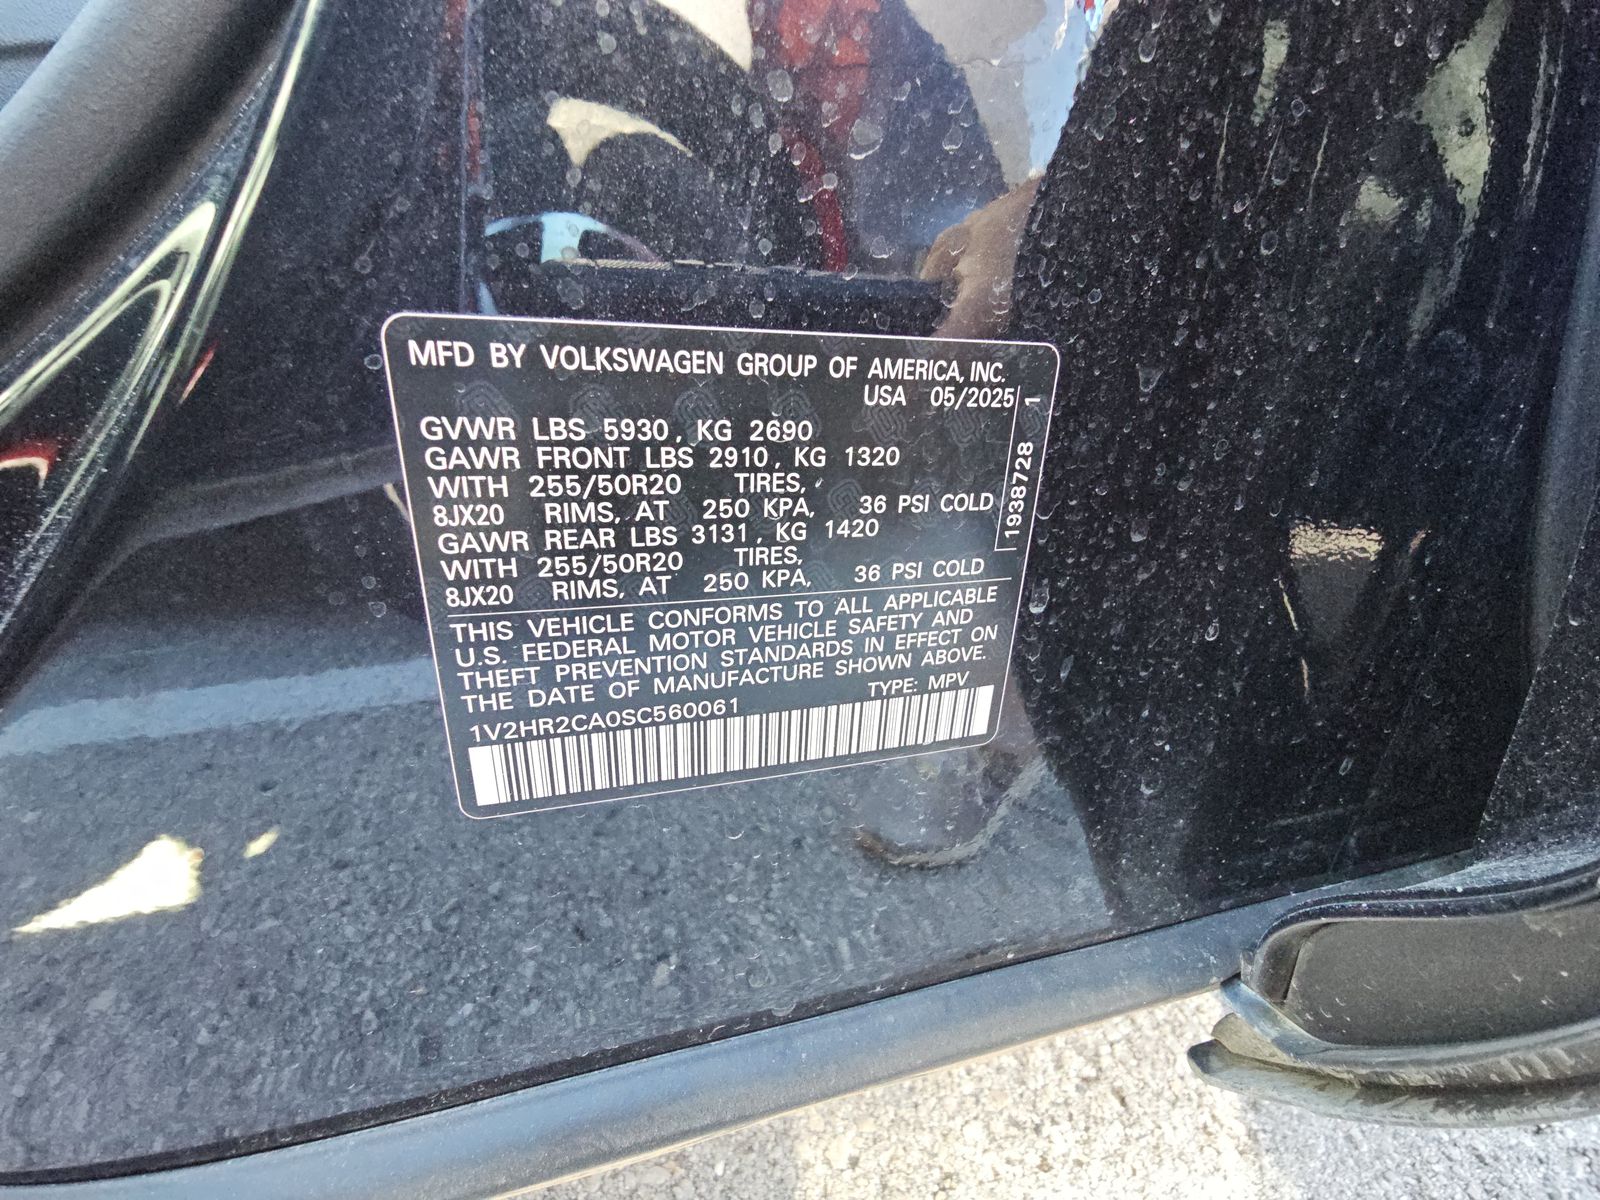 MFD BY VOLKSWAGEN GROUP OF AMERICA, INC.
USA 05/2025
GVWR LBS 5930, KG 2690
GAWR FRONT LBS 2910, KG 1320
WITH 255/50R20 TIRES,
8JX20 RIMS, AT 250 KPA, 36 PSI COLD
GAWR REAR LBS 3131, KG 1420
WITH 255/50R20 TIRES,
8JX20 RIMS, AT 250 KPA, 36 PSI COLD
THIS VEHICLE CONFORMS TO ALL APPLICABLE
U.S. FEDERAL MOTOR VEHICLE SAFETY AND
THEFT PREVENTION STANDARDS IN EFFECT ON
THE DATE OF MANUFACTURE SHOWN ABOVE.
1V2HR2CA0SC560061 TYPE: MPV
1938728 1